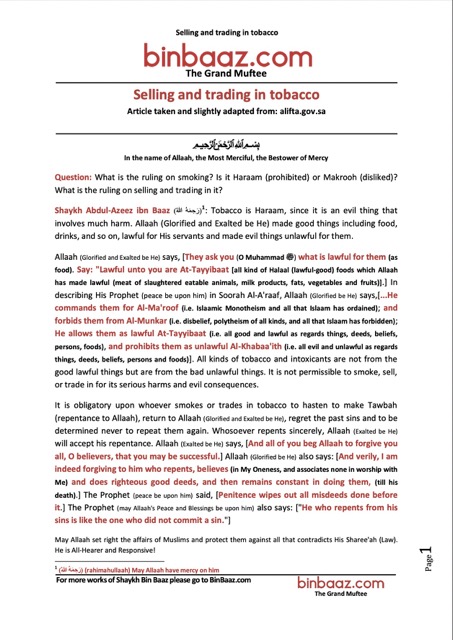 Selling and trading in tobacco
binbaaz.com
The Grand Muftee
Selling and trading in tobacco
Article taken and slightly adapted from: alifta.gov.sa
بِسْمِ ٱللَّهِ ٱلرَّحْمَٰنِ ٱلرَّحِيمِ
In the name of Allaah, the Most Merciful, the Bestower of Mercy
Question: What is the ruling on smoking? Is it Haraam (prohibited) or Makrooh (disliked)?
What is the ruling on selling and trading in it?
Shaykh Abdul-Azeez ibn Baaz (رَحِمَهُ اللهُ)1: Tobacco is Haraam, since it is an evil thing that
involves much harm. Allaah (Glorified and Exalted be He) made good things including food,
drinks, and so on, lawful for His servants and made evil things unlawful for them.
Allaah (Glorified and Exalted be He) says, [They ask you (O Muhammad ﷺ) what is lawful for them (as
food). Say: "Lawful unto you are At-Tayyibaat [all kind of Halaal (lawful-good) foods which Allaah
has made lawful (meat of slaughtered eatable animals, milk products, fats, vegetables and fruits)].] In
describing His Prophet (peace be upon him) in Soorah Al-A'raaf, Allaah (Glorified be He) says,[...He
commands them for Al-Ma'roof (i.e. Islaamic Monotheism and all that Islaam has ordained); and
forbids them from Al-Munkar (i.e. disbelief, polytheism of all kinds, and all that Islaam has forbidden);
He allows them as lawful At-Tayyibaat (i.e. all good and lawful as regards things, deeds, beliefs,
persons, foods), and prohibits them as unlawful Al-Khabaa'ith (i.e. all evil and unlawful as regards
things, deeds, beliefs, persons and foods)]. All kinds of tobacco and intoxicants are not from the
good lawful things but are from the bad unlawful things. It is not permissible to smoke, sell,
or trade in for its serious harms and evil consequences.
It is obligatory upon whoever smokes or trades in tobacco to hasten to make Tawbah
(repentance to Allaah), return to Allaah (Glorified and Exalted be He), regret the past sins and to be
determined never to repeat them again. Whosoever repents sincerely, Allaah (Exalted be He)
will accept his repentance. Allaah (Exalted be He) says, [And all of you beg Allaah to forgive you
all, O believers, that you may be successful.] Allaah (Glorified be He) also says: [And verily, I am
indeed forgiving to him who repents, believes (in My Oneness, and associates none in worship with
Me) and does righteous good deeds, and then remains constant in doing them, (till his
death).] The Prophet (peace be upon him) said, [Penitence wipes out all misdeeds done before
it.] The Prophet (may Allaah's Peace and Blessings be upon him) also says: ["He who repents from his
sins is like the one who did not commit a sin."]
May Allaah set right the affairs of Muslims and protect them against all that contradicts His Sharee'ah (Law).
He is All-Hearer and Responsive!
Page1
1 (رَحِمَهُ اللهُ) (rahimahullaah) May Allaah have mercy on him
For more works of Shaykh Bin Baaz please go to BinBaaz.com
binbaaz.com
The Grand Muftee